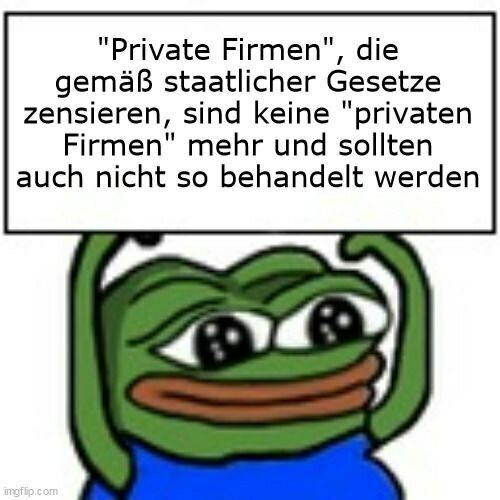 "Private Firmen", die
gemäß staatlicher Gesetze
zensieren, sind keine "privaten
Firmen" mehr und sollten
auch nicht so behandelt werden
imgflip.com